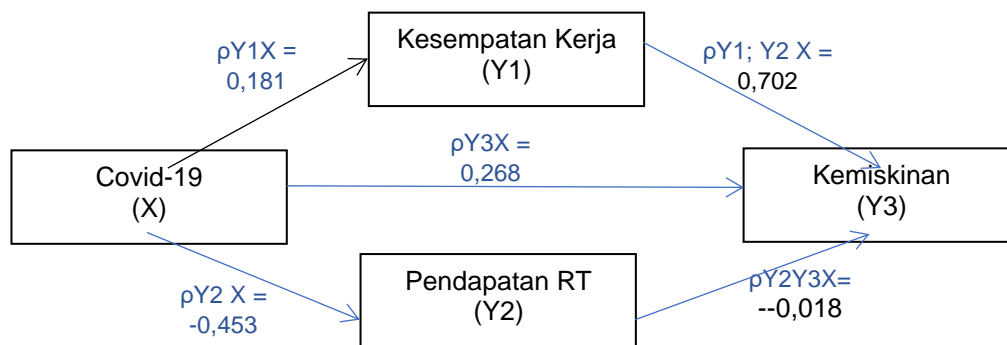 Kesempatan Kerja
(Y1)
ρY1X =
0,181
ρY1; Y2 X =
0,702
Covid-19
(X)
ρY3X =
0,268
Kemiskinan
(Y3)
ρY2 X =
-0,453
Pendapatan RT
(Y2)
ρY2Y3X=
--0,018